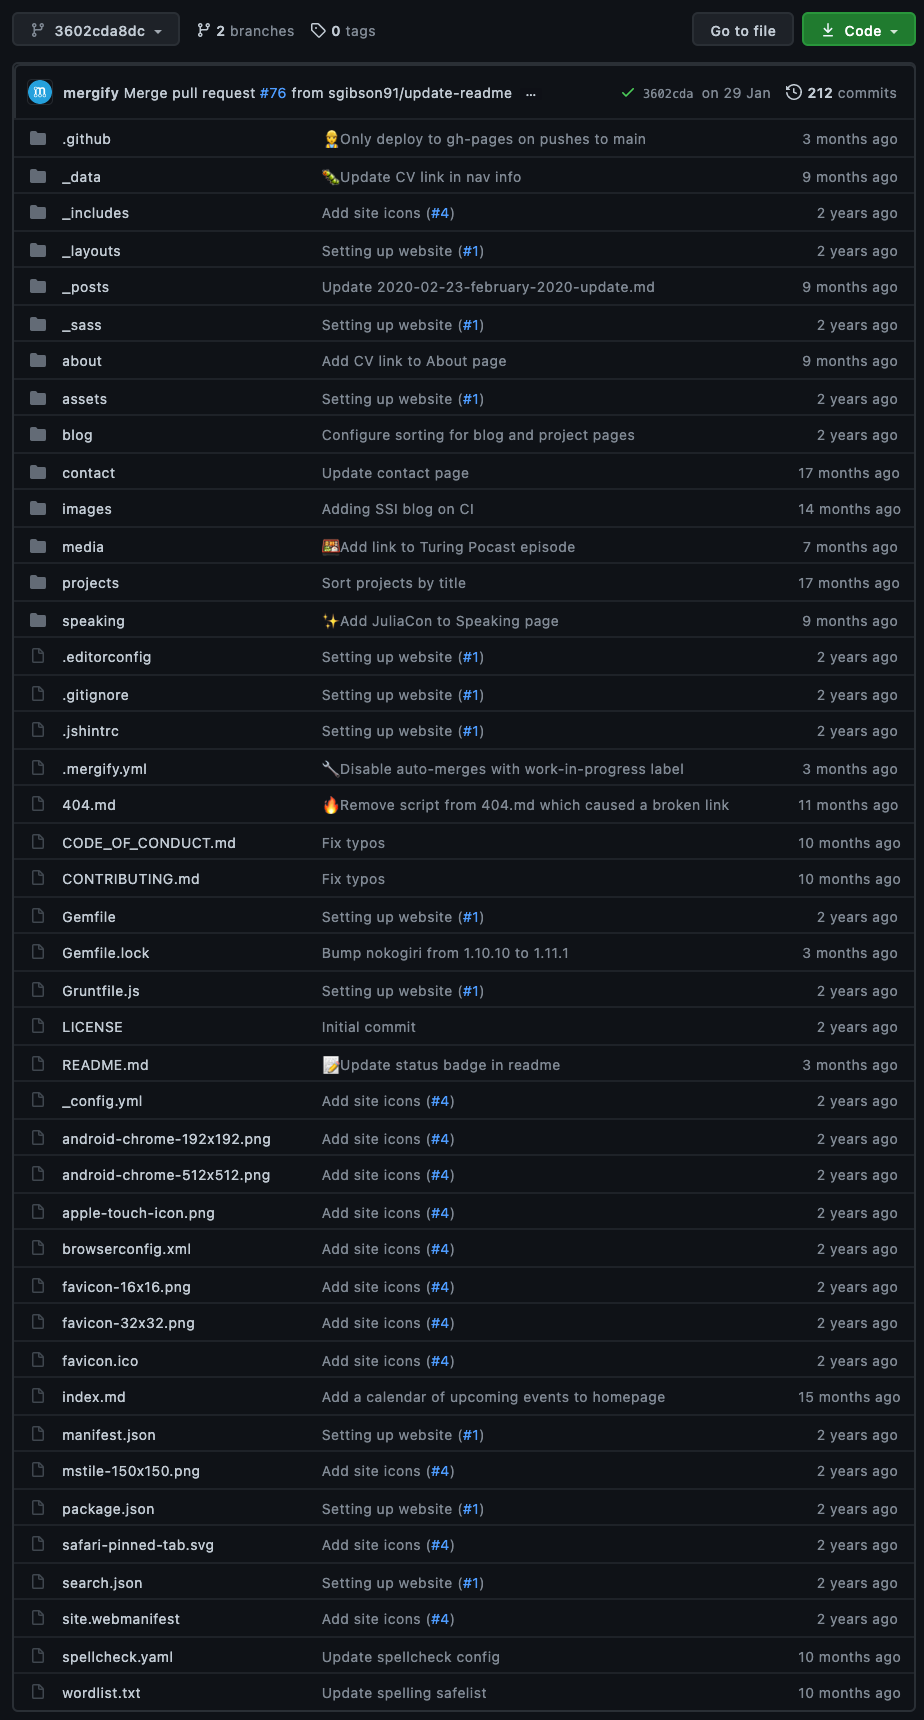 3602cda8dc 2 branches 0 tags Go to file Code
mergify Merge pull request #76 from sgibson91/update-readme ... 3602cda on 29 Jan 212 commits
.github 👷Only deploy to gh-pages on pushes to main 3 months ago
_data 🐛Update CV link in nav info 9 months ago
_includes Add site icons (#4) 2 years ago
_layouts Setting up website (#1) 2 years ago
_posts Update 2020-02-23-february-2020-update.md 9 months ago
_sass Setting up website (#1) 2 years ago
about Add CV link to About page 9 months ago
assets Setting up website (#1) 2 years ago
blog Configure sorting for blog and project pages 2 years ago
contact Update contact page 17 months ago
images Adding SSI blog on CI 14 months ago
media 🍱Add link to Turing Pocast episode 7 months ago
projects Sort projects by title 17 months ago
speaking ✨Add JuliaCon to Speaking page 9 months ago
.editorconfig Setting up website (#1) 2 years ago
.gitignore Setting up website (#1) 2 years ago
.jshintrc Setting up website (#1) 2 years ago
.mergify.yml 🔧Disable auto-merges with work-in-progress label 3 months ago
404.md 🔥Remove script from 404.md which caused a broken link 11 months ago
CODE_OF_CONDUCT.md Fix typos 10 months ago
CONTRIBUTING.md Fix typos 10 months ago
Gemfile Setting up website (#1) 2 years ago
Gemfile.lock Bump nokogiri from 1.10.10 to 1.11.1 3 months ago
Gruntfile.js Setting up website (#1) 2 years ago
LICENSE Initial commit 2 years ago
README.md 📝Update status badge in readme 3 months ago
_config.yml Add site icons (#4) 2 years ago
android-chrome-192x192.png Add site icons (#4) 2 years ago
android-chrome-512x512.png Add site icons (#4) 2 years ago
apple-touch-icon.png Add site icons (#4) 2 years ago
browserconfig.xml Add site icons (#4) 2 years ago
favicon-16x16.png Add site icons (#4) 2 years ago
favicon-32x32.png Add site icons (#4) 2 years ago
favicon.ico Add site icons (#4) 2 years ago
index.md Add a calendar of upcoming events to homepage 15 months ago
manifest.json Setting up website (#1) 2 years ago
mstile-150x150.png Add site icons (#4) 2 years ago
package.json Setting up website (#1) 2 years ago
safari-pinned-tab.svg Add site icons (#4) 2 years ago
search.json Setting up website (#1) 2 years ago
site.webmanifest Add site icons (#4) 2 years ago
spellcheck.yaml Update spellcheck config 10 months ago
wordlist.txt Update spelling safelist 10 months ago